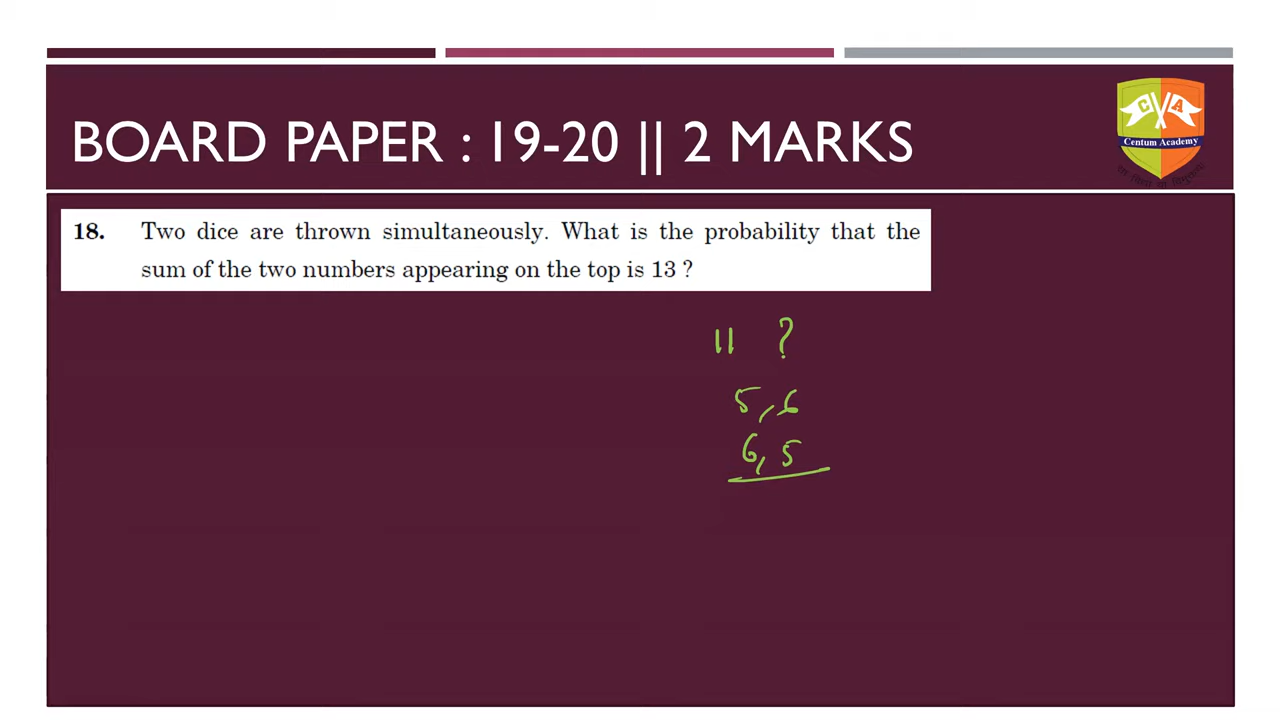 BOARD PAPER : 19-20 || 2 MARKS
C A
Centum Academy
18. Two dice are thrown simultaneously. What is the probability that the
sum of the two numbers appearing on the top is 13 ?
11 ?
5, 6
6, 5